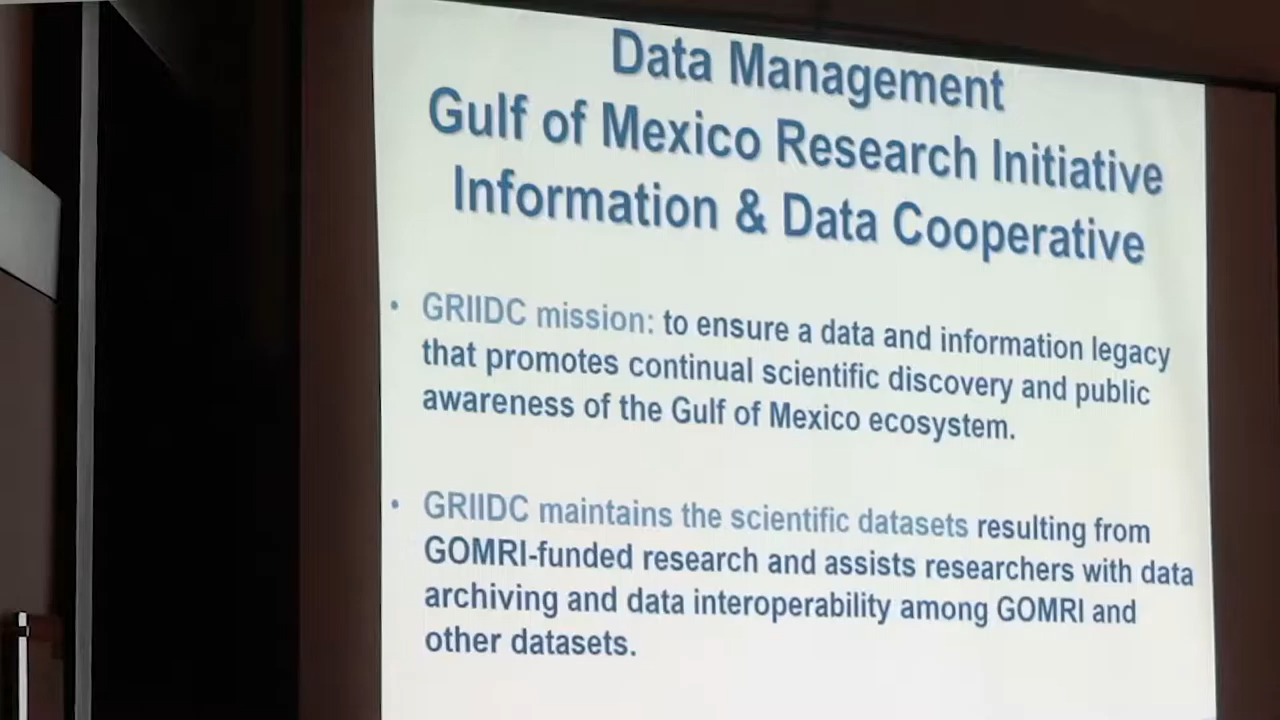 Data Management
Gulf of Mexico Research Initiative
Information & Data Cooperative
• GRIIDC mission: to ensure a data and information legacy
that promotes continual scientific discovery and public
awareness of the Gulf of Mexico ecosystem.
• GRIIDC maintains the scientific datasets resulting from
GOMRI-funded research and assists researchers with data
archiving and data interoperability among GOMRI and
other datasets.